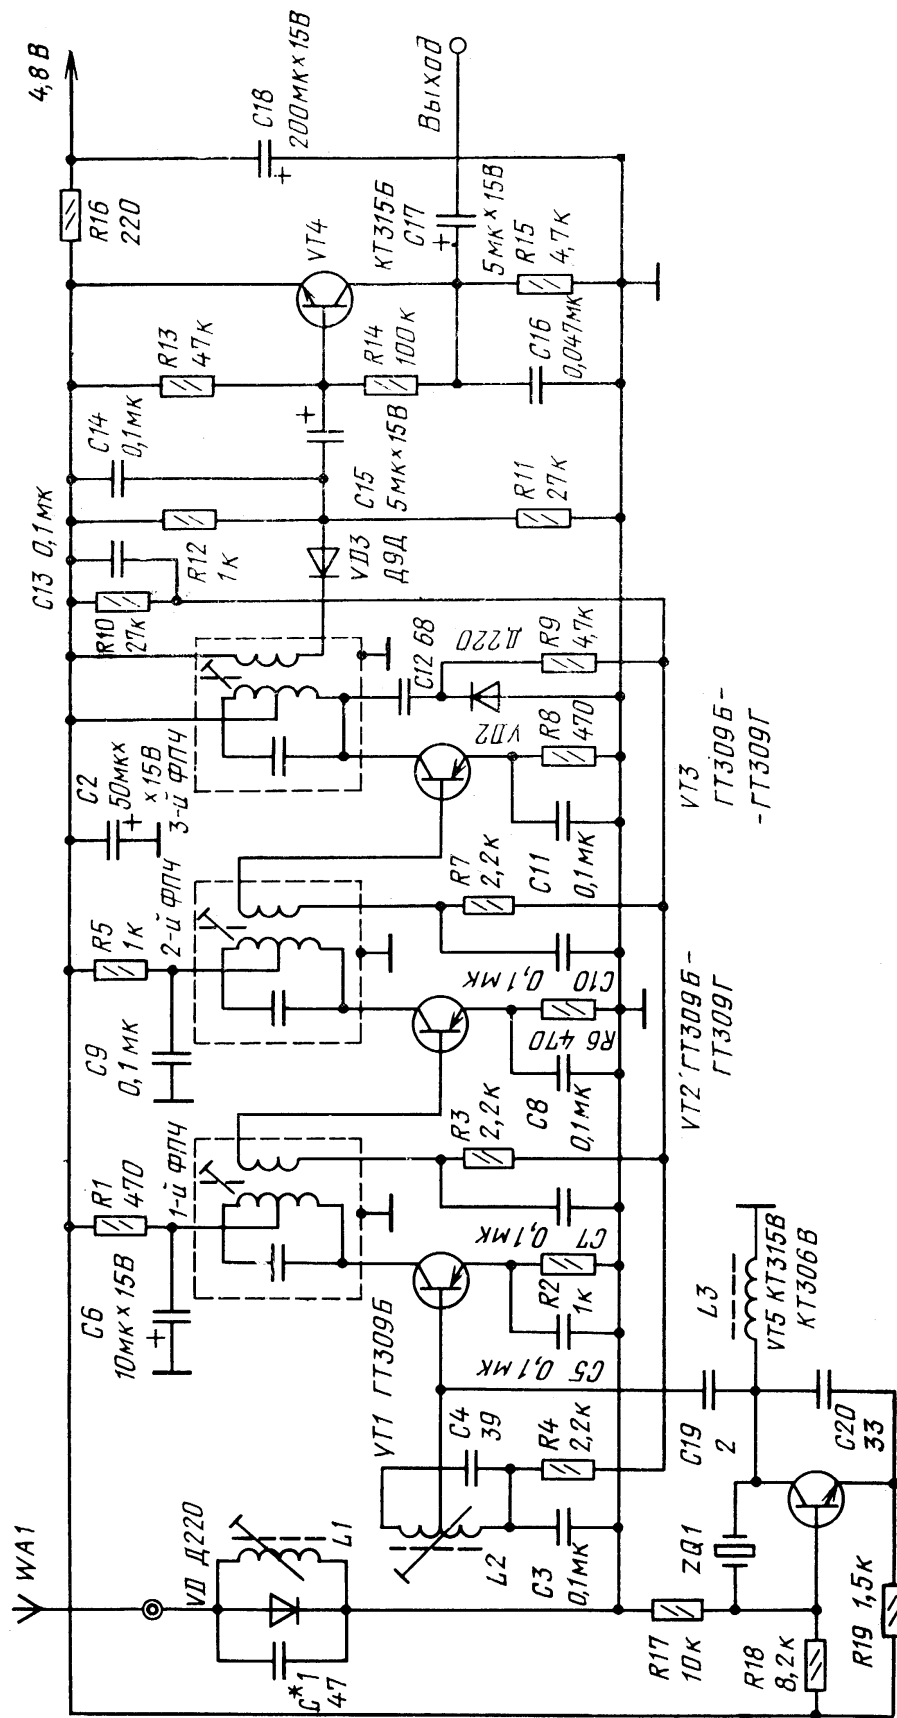 WA1
VD Д220
C*1
47
L1
C6
10мк×15В
R1
470
1-й ФПЧ
VT1 ГТ309Б
C4
39
L2
C3
0,1мк
R4
2,2к
C5 0,1мк
R2
1к
C7
0,1мк
R3
2,2к
C9
0,1мк
R5
1к
2-й ФПЧ
C8
0,1мк
R6 470
C10
0,1мк
R7
2,2к
VT2 ГТ309Б-
ГТ309Г
C2
50мкх
×15В
3-й ФПЧ
C11
0,1мк
R8
470
VD2
Д220
C12 68
R9
4,7к
VT3
ГТ309Б-
-ГТ309Г
R10
27к
C13 0,1мк
R12
1к
VD3
Д9Д
C14
0,1мк
C15
5мк×15В
R11
27к
R13
47к
R14
100к
VT4
КТ315Б
C16
0,047мк
R15
4,7к
C17
5мк×15В
R16
220
C18
200мк×15В
4,8В
Выход
R17
10к
R18
8,2к
R19 1,5к
ZQ1
C19
2
C20
33
L3
VT5 КТ315В
КТ306В